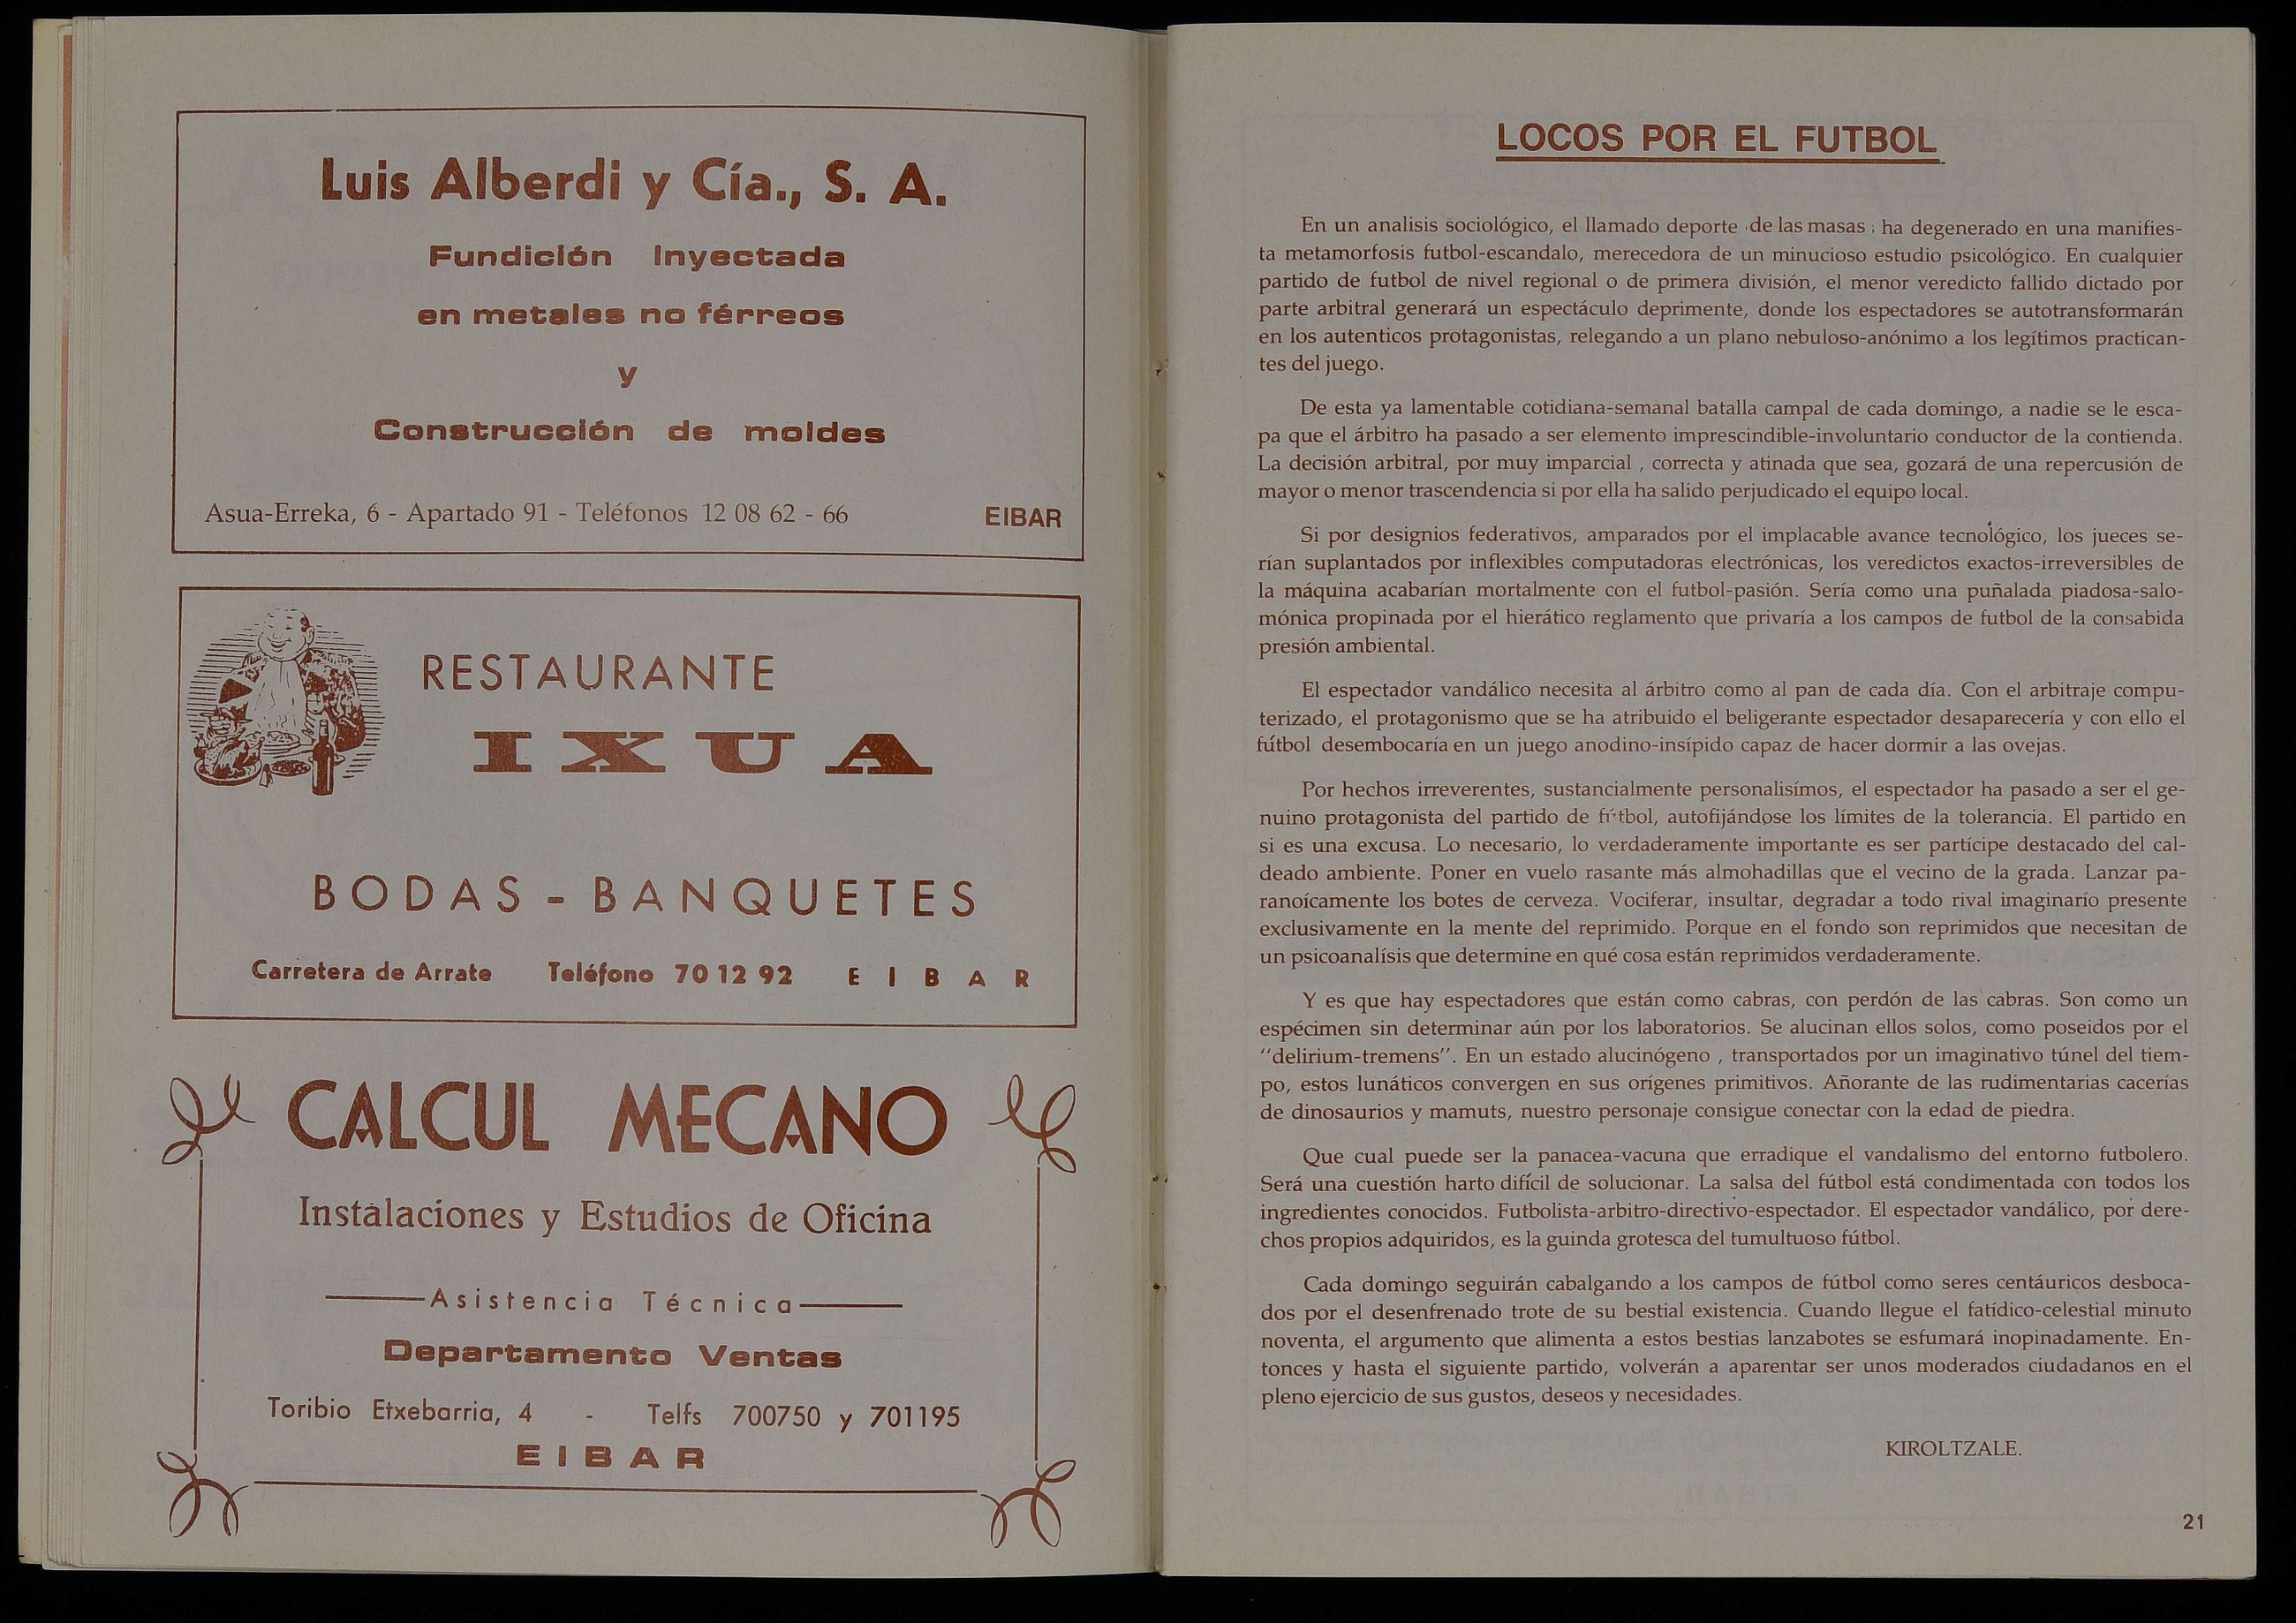 Luis Alberdi y Cía., S. A.
Fundición Inyectada
en metales no férreos
y
Construcción de moldes
Asua-Erreka, 6 - Apartado 91 - Teléfonos 12 08 62 - 66 EIBAR
RESTAURANTE
IXUA
BODAS - BANQUETES
Carretera de Arrate Teléfono 70 12 92 EIBAR
CALCUL MECANO
Instalaciones y Estudios de Oficina
Asistencia Técnica
Departamento Ventas
Toribio Etxebarria, 4 - Telfs 700750 y 701195
EIBAR
LOCOS POR EL FUTBOL
En un analisis sociológico, el llamado deporte de las masas ha degenerado en una manifies-
ta metamorfosis futbol-escandalo, merecedora de un minucioso estudio psicológico. En cualquier
partido de futbol de nivel regional o de primera división, el menor veredicto fallido dictado por
parte arbitral generará un espectáculo deprimente, donde los espectadores se autotransformarán
en los autenticos protagonistas, relegando a un plano nebuloso-anónimo a los legítimos practican-
tes del juego.
De esta ya lamentable cotidiana-semanal batalla campal de cada domingo, a nadie se le esca-
pa que el árbitro ha pasado a ser elemento imprescindible-involuntario conductor de la contienda.
La decisión arbitral, por muy imparcial , correcta y atinada que sea, gozará de una repercusión de
mayor o menor trascendencia si por ella ha salido perjudicado el equipo local.
Si por designios federativos, amparados por el implacable avance tecnológico, los jueces se-
rían suplantados por inflexibles computadoras electrónicas, los veredictos exactos-irreversibles de
la máquina acabarían mortalmente con el futbol-pasión. Sería como una puñalada piadosa-salo-
mónica propinada por el hierático reglamento que privaría a los campos de futbol de la consabida
presión ambiental.
El espectador vandálico necesita al árbitro como al pan de cada día. Con el arbitraje compu-
terizado, el protagonismo que se ha atribuido el beligerante espectador desaparecería y con ello el
fútbol desembocaría en un juego anodino-insípido capaz de hacer dormir a las ovejas.
Por hechos irreverentes, sustancialmente personalisímos, el espectador ha pasado a ser el ge-
nuino protagonista del partido de fútbol, autofijándose los límites de la tolerancia. El partido en
si es una excusa. Lo necesario, lo verdaderamente importante es ser partícipe destacado del cal-
deado ambiente. Poner en vuelo rasante más almohadillas que el vecino de la grada. Lanzar pa-
ranoícamente los botes de cerveza. Vociferar, insultar, degradar a todo rival imaginarío presente
exclusivamente en la mente del reprimido. Porque en el fondo son reprimidos que necesitan de
un psicoanalísis que determine en qué cosa están reprimidos verdaderamente.
Y es que hay espectadores que están como cabras, con perdón de las cabras. Son como un
espécimen sin determinar aún por los laboratorios. Se alucinan ellos solos, como poseidos por el
"delirium-tremens". En un estado alucinógeno , transportados por un imaginativo túnel del tiem-
po, estos lunáticos convergen en sus orígenes primitivos. Añorante de las rudimentarias cacerías
de dinosaurios y mamuts, nuestro personaje consigue conectar con la edad de piedra.
Que cual puede ser la panacea-vacuna que erradique el vandalismo del entorno futbolero.
Será una cuestión harto difícil de solucionar. La salsa del fútbol está condimentada con todos los
ingredientes conocidos. Futbolista-arbitro-directivo-espectador. El espectador vandálico, por dere-
chos propios adquiridos, es la guinda grotesca del tumultuoso fútbol.
Cada domingo seguirán cabalgando a los campos de fútbol como seres centáuricos desboca-
dos por el desenfrenado trote de su bestial existencia. Cuando llegue el fatídico-celestial minuto
noventa, el argumento que alimenta a estos bestias lanzabotes se esfumará inopinadamente. En-
tonces y hasta el siguiente partido, volverán a aparentar ser unos moderados ciudadanos en el
pleno ejercicio de sus gustos, deseos y necesidades.
KIROLTZALE.
21